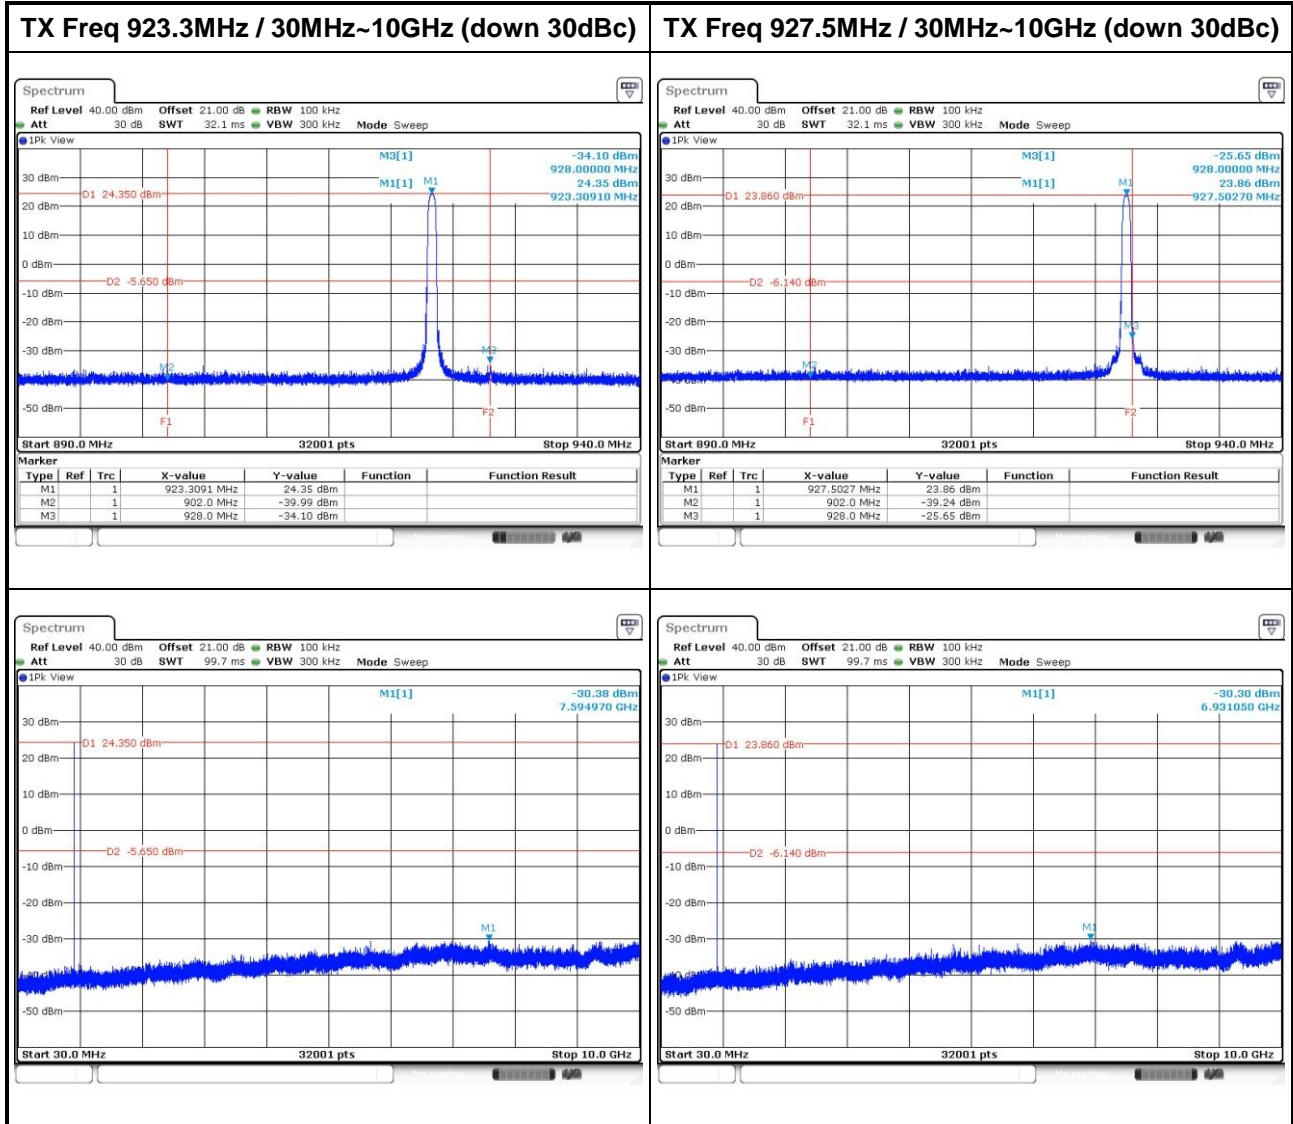 TX Freq 923.3MHz / 30MHz~10GHz (down 30dBc)
TX Freq 927.5MHz / 30MHz~10GHz (down 30dBc)
Spectrum
Ref Level 40.00 dBm Offset 21.00 dB RBW 100 kHz
Att 30 dB SWT 32.1 ms VBW 300 kHz Mode Sweep
1Pk View
M3[1] -34.10 dBm
928.00000 MHz
M1[1] 24.35 dBm
923.30910 MHz
M1
30 dBm
D1 24.350 dBm
20 dBm
10 dBm
0 dBm
D2 -5.650 dBm
-10 dBm
-20 dBm
-30 dBm
M2
M3
-50 dBm
F1
F2
Start 890.0 MHz 32001 pts Stop 940.0 MHz
Marker
Type Ref Trc X-value Y-value Function Function Result
M1 1 923.3091 MHz 24.35 dBm
M2 1 902.0 MHz -39.99 dBm
M3 1 928.0 MHz -34.10 dBm
Spectrum
Ref Level 40.00 dBm Offset 21.00 dB RBW 100 kHz
Att 30 dB SWT 32.1 ms VBW 300 kHz Mode Sweep
1Pk View
M3[1] -25.65 dBm
928.00000 MHz
M1[1] 23.86 dBm
927.50270 MHz
M1
30 dBm
D1 23.860 dBm
20 dBm
10 dBm
0 dBm
D2 -6.140 dBm
-10 dBm
-20 dBm
M3
-30 dBm
M2
-50 dBm
F1
F2
Start 890.0 MHz 32001 pts Stop 940.0 MHz
Marker
Type Ref Trc X-value Y-value Function Function Result
M1 1 927.5027 MHz 23.86 dBm
M2 1 902.0 MHz -39.24 dBm
M3 1 928.0 MHz -25.65 dBm
Spectrum
Ref Level 40.00 dBm Offset 21.00 dB RBW 100 kHz
Att 30 dB SWT 99.7 ms VBW 300 kHz Mode Sweep
1Pk View
M1[1] -30.38 dBm
7.594970 GHz
30 dBm
D1 24.350 dBm
20 dBm
10 dBm
0 dBm
D2 -5.650 dBm
-10 dBm
-20 dBm
M1
-30 dBm
-50 dBm
Start 30.0 MHz 32001 pts Stop 10.0 GHz
Spectrum
Ref Level 40.00 dBm Offset 21.00 dB RBW 100 kHz
Att 30 dB SWT 99.7 ms VBW 300 kHz Mode Sweep
1Pk View
M1[1] -30.30 dBm
6.931050 GHz
30 dBm
D1 23.860 dBm
20 dBm
10 dBm
0 dBm
D2 -6.140 dBm
-10 dBm
-20 dBm
M1
-30 dBm
-50 dBm
Start 30.0 MHz 32001 pts Stop 10.0 GHz